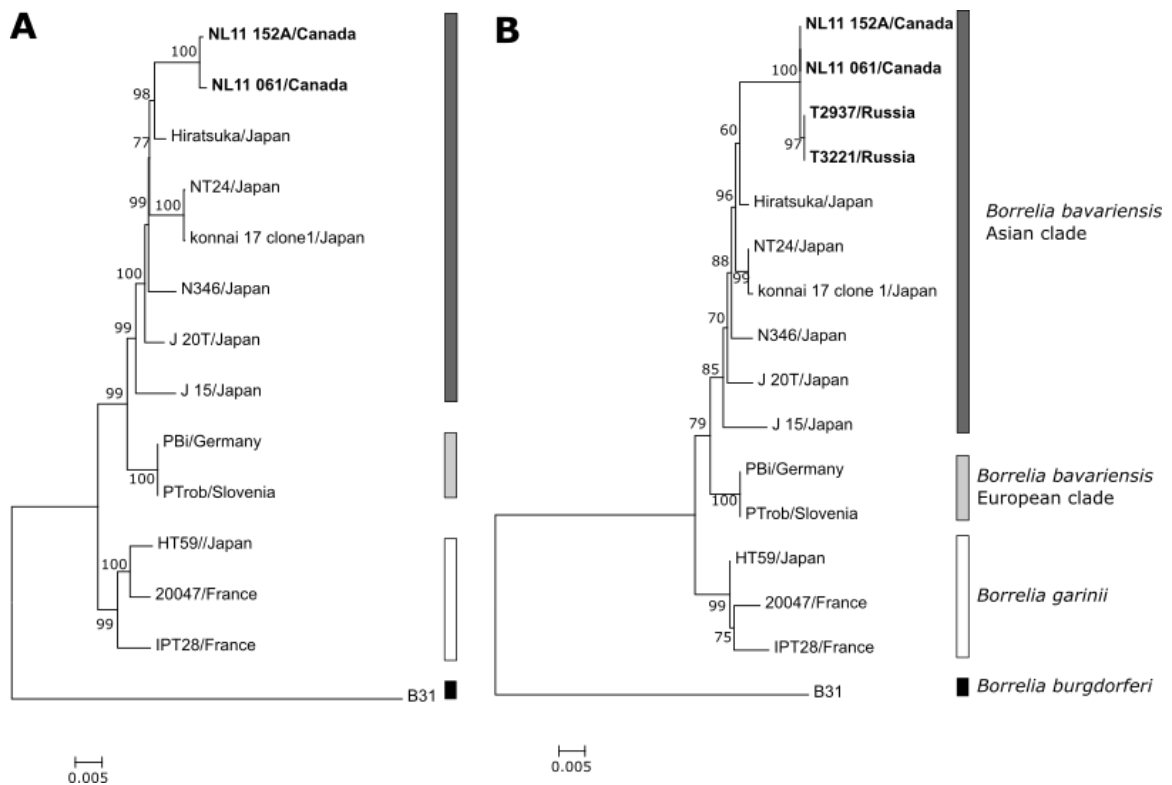 A
NL11 152A/Canada
100
NL11 061/Canada
98
Hiratsuka/Japan
77
NT24/Japan
99
100
konnai 17 clone1/Japan
100
N346/Japan
99
J 20T/Japan
99
J 15/Japan
PBi/Germany
100
PTrob/Slovenia
HT59//Japan
100
20047/France
99
IPT28/France
B31
0.005
B
NL11 152A/Canada
NL11 061/Canada
100
T2937/Russia
60
97
T3221/Russia
96
Hiratsuka/Japan
NT24/Japan
88
99
konnai 17 clone 1/Japan
70
N346/Japan
85
J 20T/Japan
79
J 15/Japan
PBi/Germany
100
PTrob/Slovenia
HT59/Japan
99
20047/France
75
IPT28/France
B31
0.005
Borrelia bavariensis
Asian clade
Borrelia bavariensis
European clade
Borrelia garinii
Borrelia burgdorferi